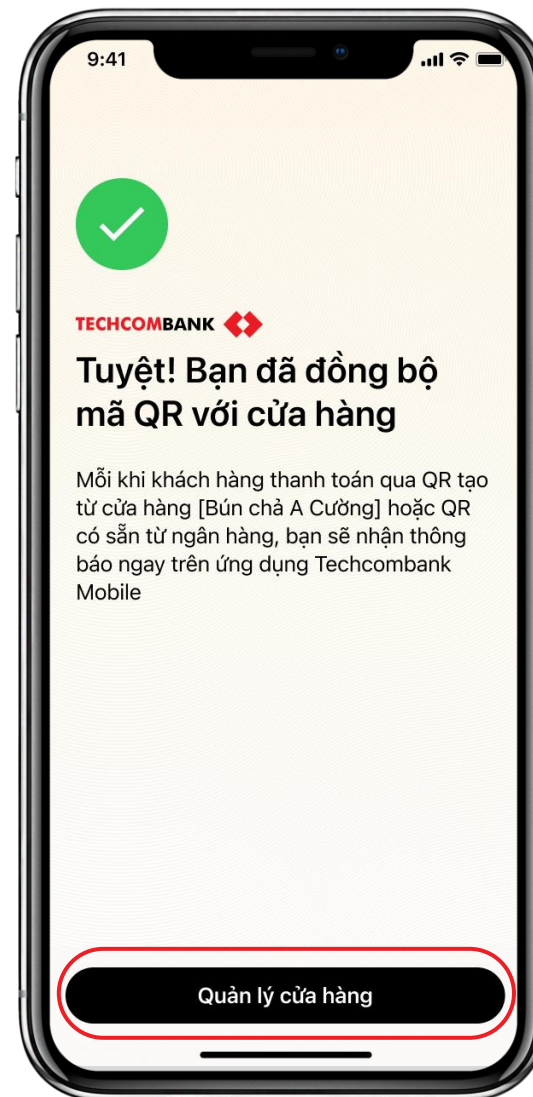 9:41
TECHCOMBANK
Tuyệt! Bạn đã đồng bộ
mã QR với cửa hàng
Mỗi khi khách hàng thanh toán qua QR tạo
từ cửa hàng [Bún chả A Cường] hoặc QR
có sẵn từ ngân hàng, bạn sẽ nhận thông
báo ngay trên ứng dụng Techcombank
Mobile
Quản lý cửa hàng